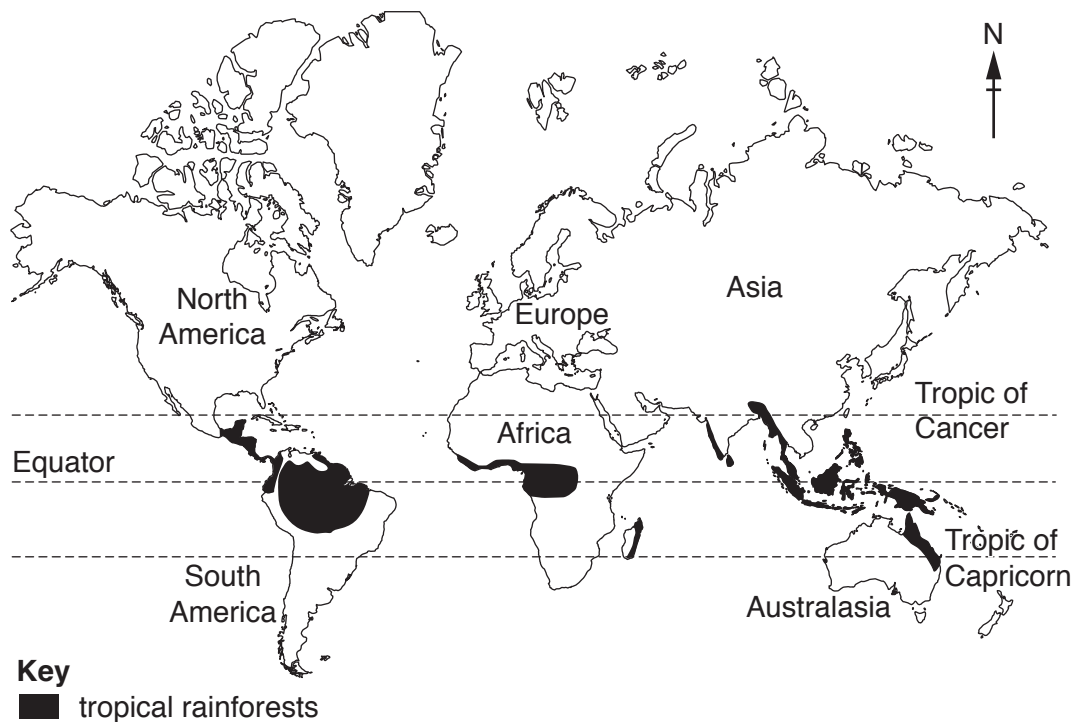 N
Asia
North
America
Europe
Tropic of
Cancer
Africa
Equator
Tropic of
Capricorn
South
America
Australasia
Key
tropical rainforests